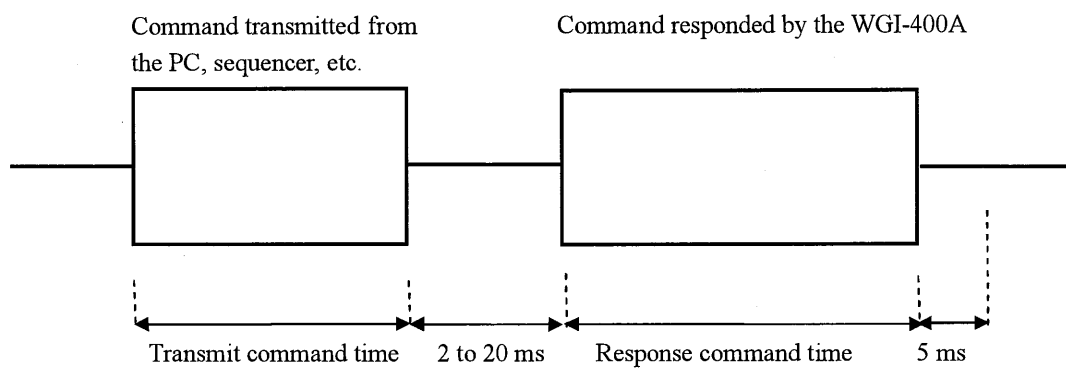 Command transmitted from
the PC, sequencer, etc.
Command responded by the WGI-400A
Transmit command time
2 to 20 ms
Response command time
5 ms